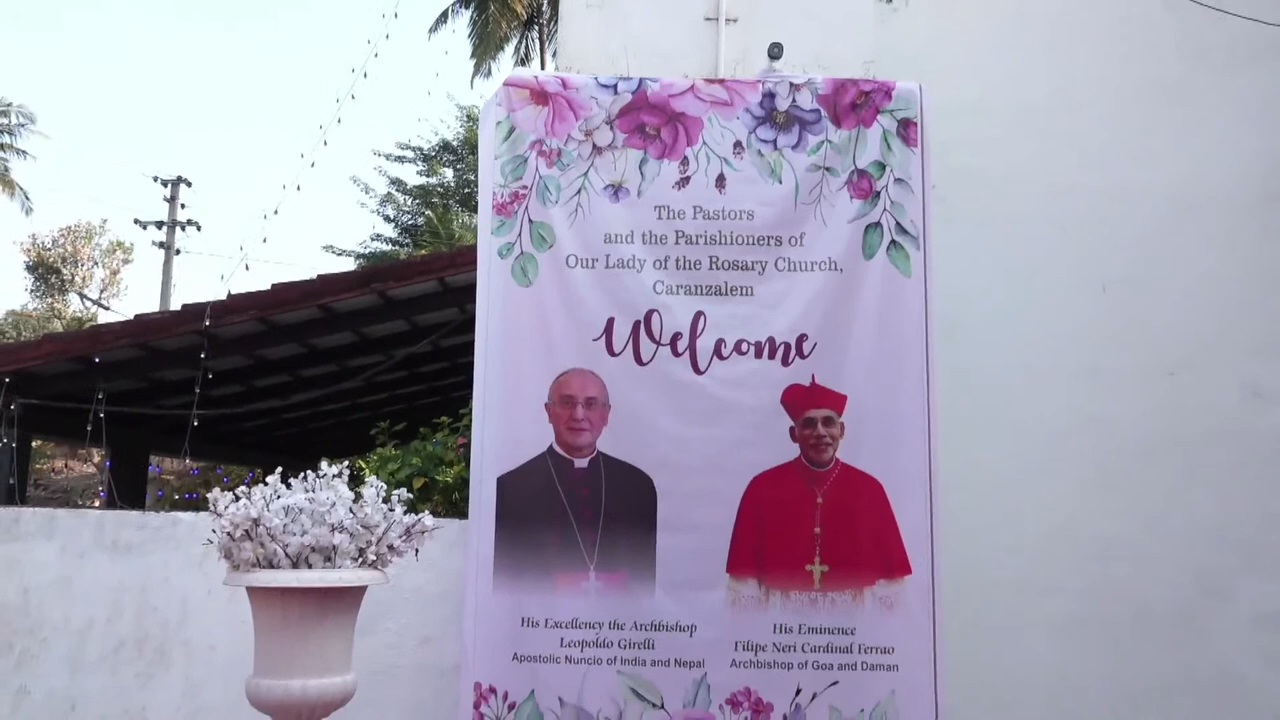 The Pastors
and the Parishioners of
Our Lady of the Rosary Church,
Caranzalem
Welcome
His Excellency the Archbishop
Leopoldo Girelli
Apostolic Nuncio of India and Nepal
His Eminence
Filipe Neri Cardinal Ferrao
Archbishop of Goa and Daman